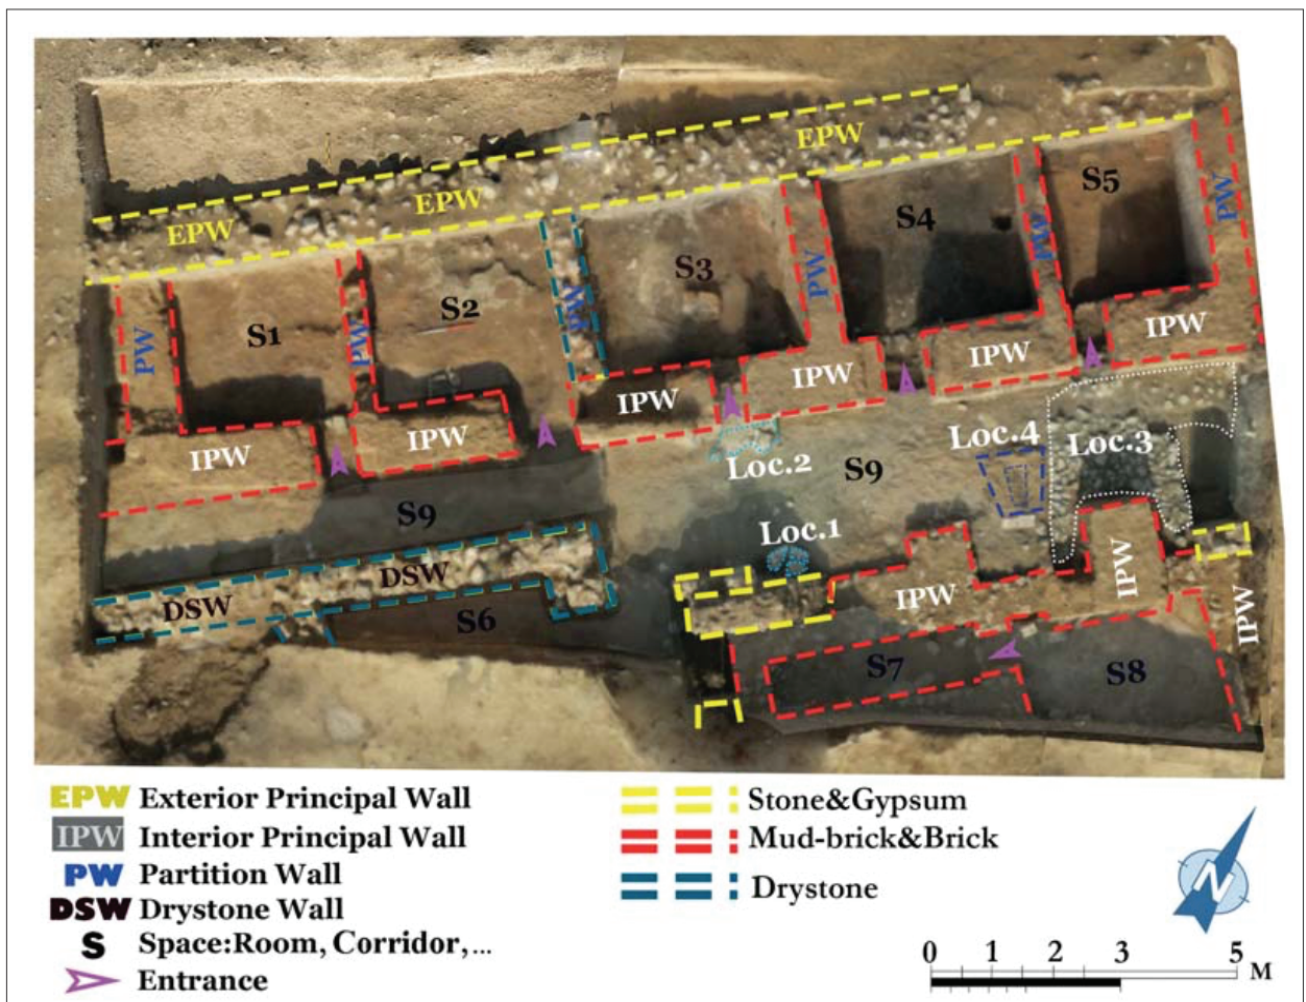 EPW
EPW
EPW
S5
S4
PW
S3
PW
PW
S2
PW
S1
PW
PW
PW
IPW
IPW
IPW
IPW
IPW
IPW
Loc.4
Loc.3
Loc.2
S9
S9
Loc.1
DSW
DSW
IPW
IPW
IPW
S6
S7
S8
EPW Exterior Principal Wall
IPW Interior Principal Wall
PW Partition Wall
DSW Drystone Wall
S Space:Room, Corridor,...
Entrance
Stone&Gypsum
Mud-brick&Brick
Drystone
N
0 1 2 3 5 M